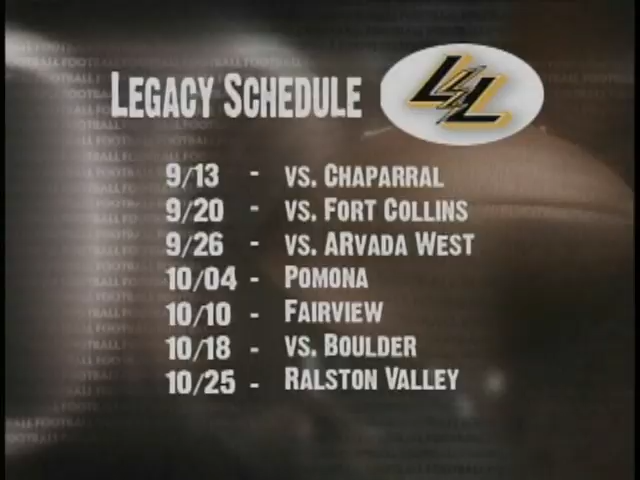 LEGACY SCHEDULE
LL
9/13 - VS. CHAPARRAL
9/20 - VS. FORT COLLINS
9/26 - VS. ARVADA WEST
10/04 - POMONA
10/10 - FAIRVIEW
10/18 - VS. BOULDER
10/25 - RALSTON VALLEY